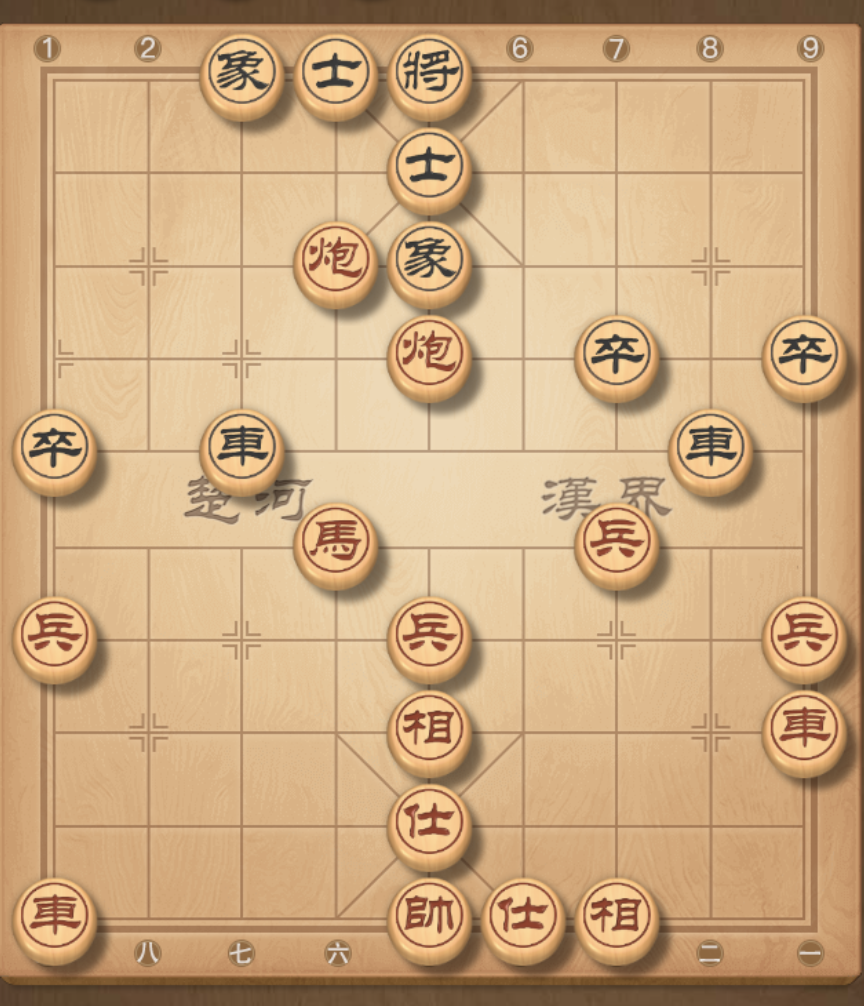 1 2 6 7 8 9
象 士 將
士
炮 象
炮 卒 卒
卒 車 車
楚河 漢界
馬 兵
兵 兵 兵
相 車
仕
車 帥 仕 相
八 七 六 二 一